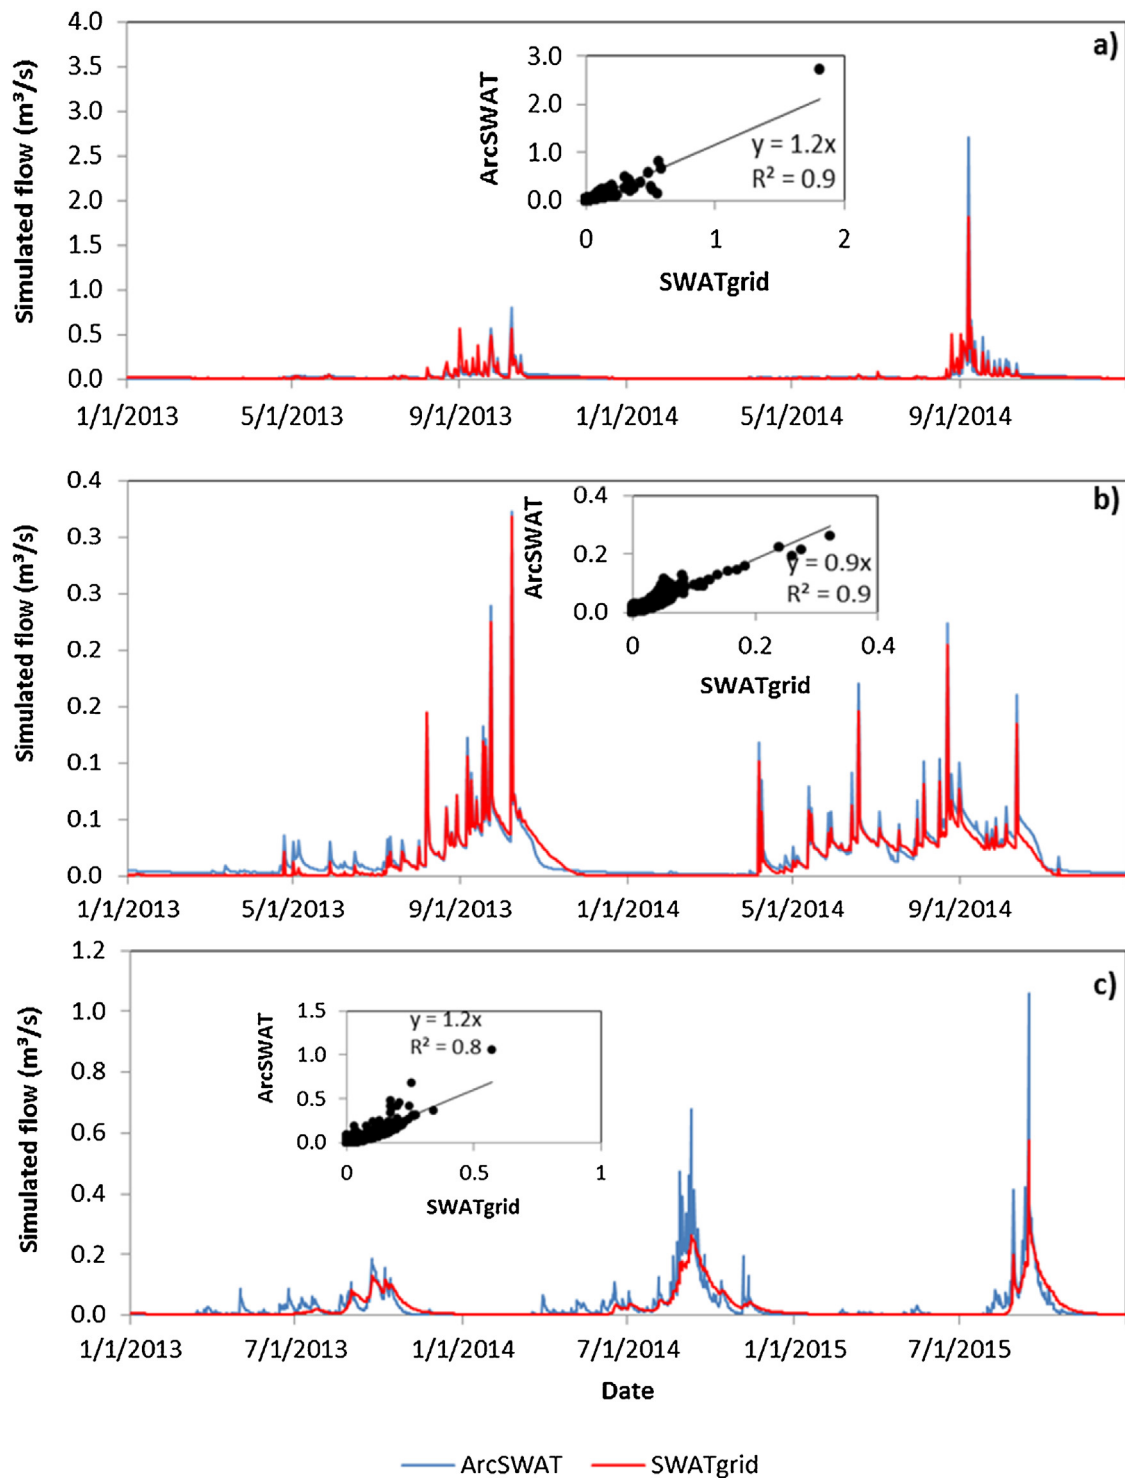 a)
Simulated flow (m³/s)
4.0
3.5
3.0
2.5
2.0
1.5
1.0
0.5
0.0
1/1/2013 5/1/2013 9/1/2013 1/1/2014 5/1/2014 9/1/2014
ArcSWAT
3.0
2.0
1.0
0.0
y = 1.2x
R² = 0.9
0 1 2
SWATgrid
b)
Simulated flow (m³/s)
0.4
0.3
0.3
0.2
0.2
0.1
0.1
0.0
1/1/2013 5/1/2013 9/1/2013 1/1/2014 5/1/2014 9/1/2014
ArcSWAT
0.4
0.2
0.0
y = 0.9x
R² = 0.9
0 0.2 0.4
SWATgrid
c)
Simulated flow (m³/s)
1.2
1.0
0.8
0.6
0.4
0.2
0.0
1/1/2013 7/1/2013 1/1/2014 7/1/2014 1/1/2015 7/1/2015
ArcSWAT
1.5
1.0
0.5
0.0
y = 1.2x
R² = 0.8
0 0.5 1
SWATgrid
Date
ArcSWAT SWATgrid